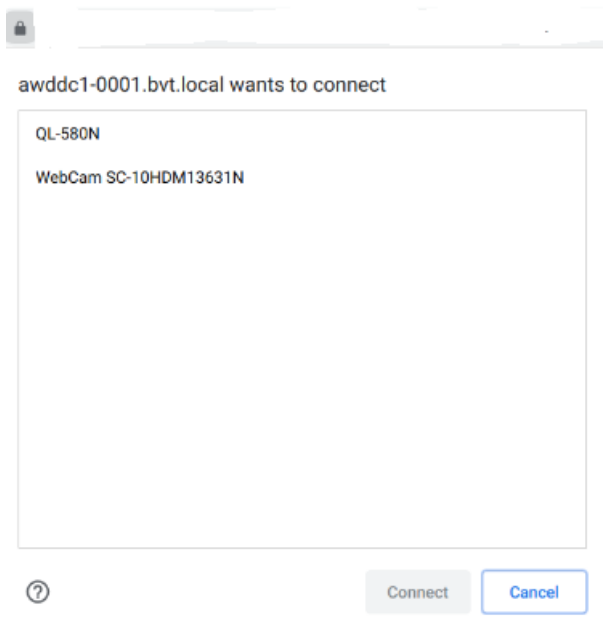 awddc1-0001.bvt.local wants to connect
QL-580N
WebCam SC-10HDM13631N
Connect
Cancel